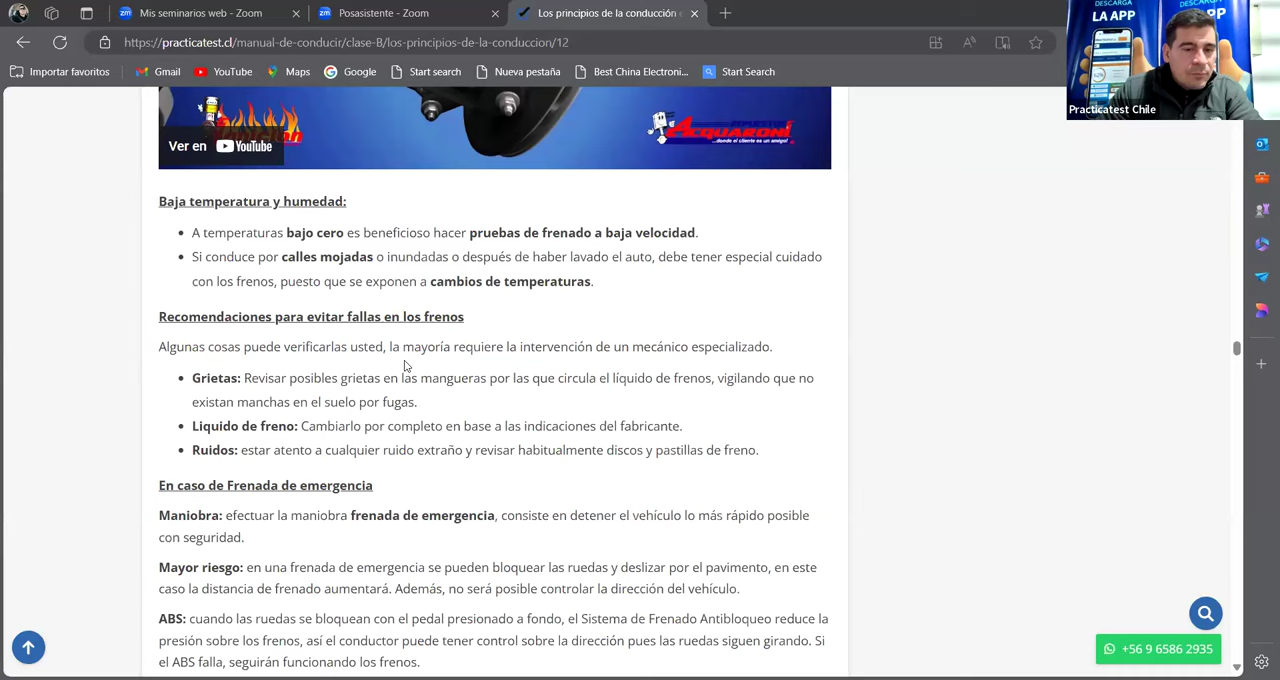 Mis seminarios web - Zoom
Posasistente - Zoom
Los principios de la conducción
https://practicatest.cl/manual-de-conducir/clase-B/los-principios-de-la-conduccion/12
Importar favoritos
Gmail
YouTube
Maps
Google
Start search
Nueva pestaña
Best China Electroni...
Start Search
DESCARGA
LA APP
Practicatest Chile
Ver en YouTube
REPUESTOS
ACQUARONI
...donde el cliente es un amigo!
Baja temperatura y humedad:
A temperaturas bajo cero es beneficioso hacer pruebas de frenado a baja velocidad.
Si conduce por calles mojadas o inundadas o después de haber lavado el auto, debe tener especial cuidado
con los frenos, puesto que se exponen a cambios de temperaturas.
Recomendaciones para evitar fallas en los frenos
Algunas cosas puede verificarlas usted, la mayoría requiere la intervención de un mecánico especializado.
Grietas: Revisar posibles grietas en las mangueras por las que circula el líquido de frenos, vigilando que no
existan manchas en el suelo por fugas.
Liquido de freno: Cambiarlo por completo en base a las indicaciones del fabricante.
Ruidos: estar atento a cualquier ruido extraño y revisar habitualmente discos y pastillas de freno.
En caso de Frenada de emergencia
Maniobra: efectuar la maniobra frenada de emergencia, consiste en detener el vehículo lo más rápido posible
con seguridad.
Mayor riesgo: en una frenada de emergencia se pueden bloquear las ruedas y deslizar por el pavimento, en este
caso la distancia de frenado aumentará. Además, no será posible controlar la dirección del vehículo.
ABS: cuando las ruedas se bloquean con el pedal presionado a fondo, el Sistema de Frenado Antibloqueo reduce la
presión sobre los frenos, así el conductor puede tener control sobre la dirección pues las ruedas siguen girando. Si
el ABS falla, seguirán funcionando los frenos.
+56 9 6586 2935